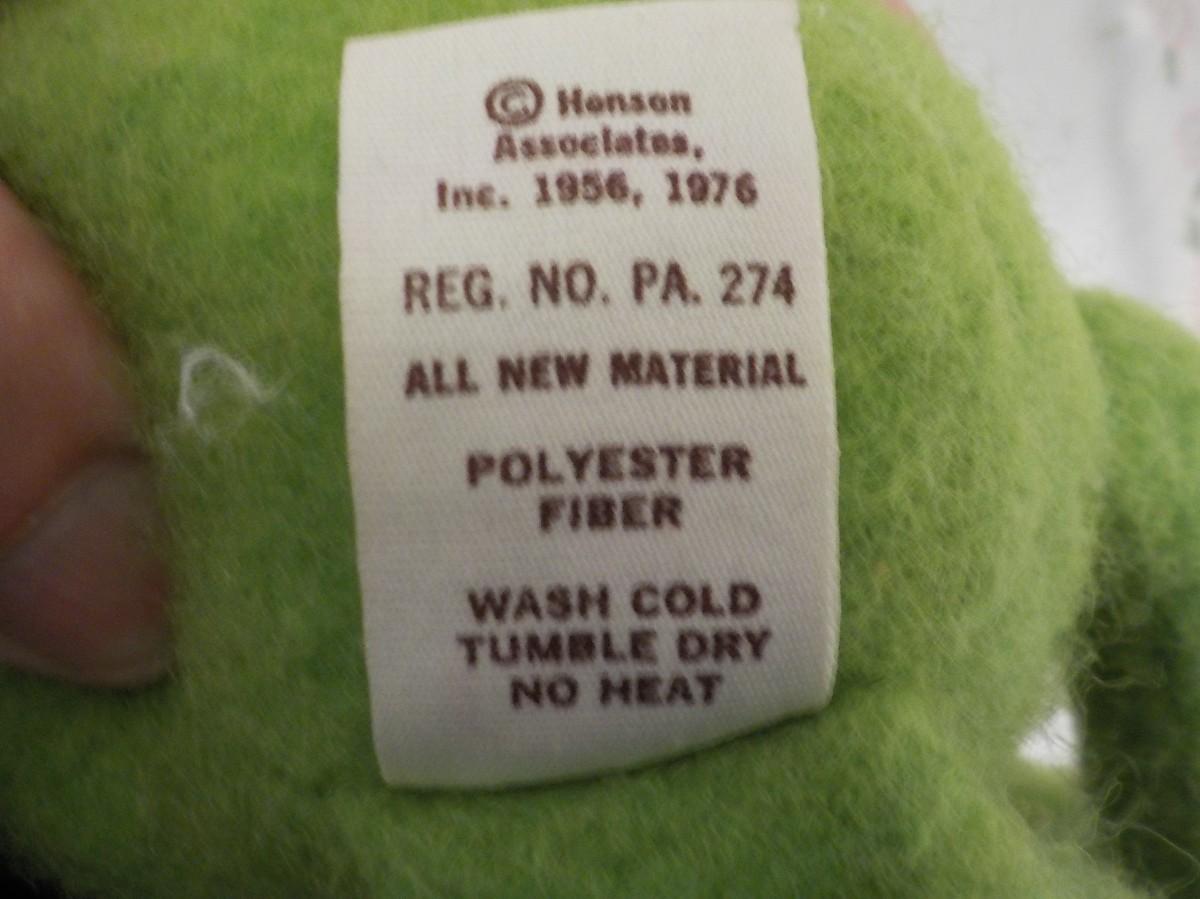 © Henson
Associates,
Inc. 1956, 1976
REG. NO. PA. 274
ALL NEW MATERIAL
POLYESTER
FIBER
WASH COLD
TUMBLE DRY
NO HEAT